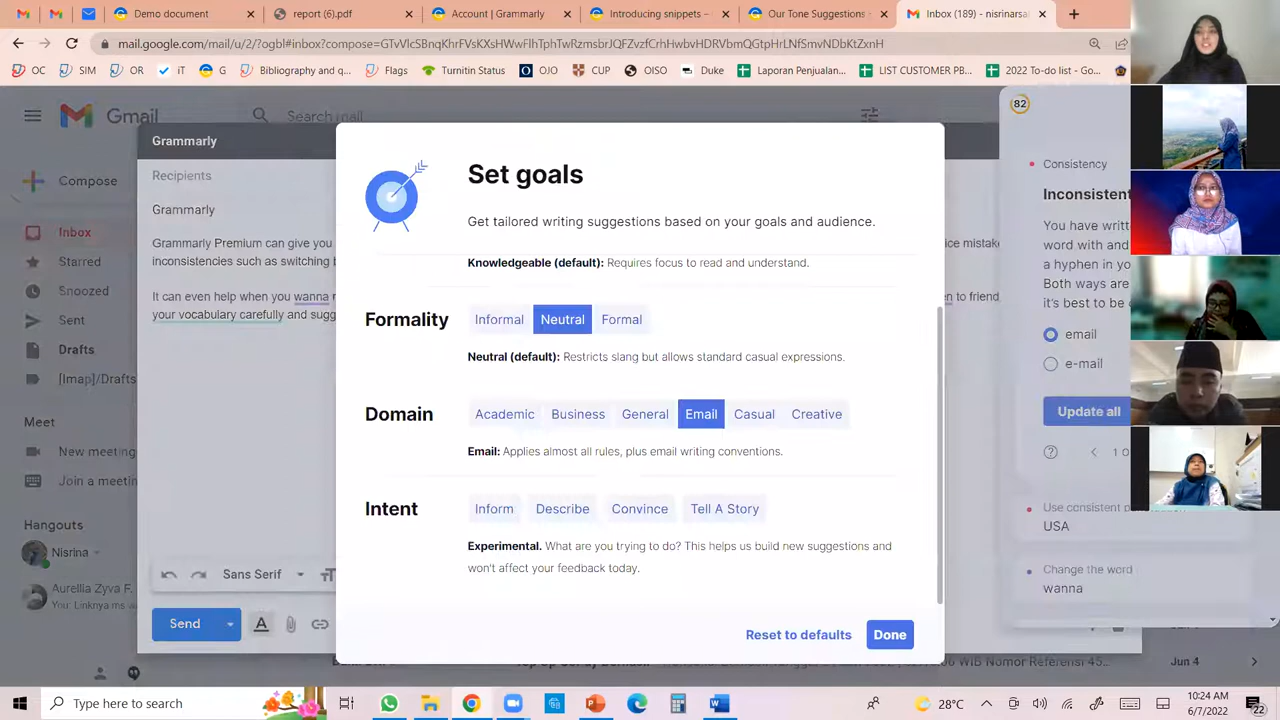 Demo document
report (6).pdf
Account | Grammarly
Introducing snippets –
Our Tone Suggestions
Inbox (189) - nisrinarsa
mail.google.com/mail/u/2/?ogbl#inbox?compose=
OC
SIM
OR
iT
G
Bibliography and q...
Flags
Turnitin Status
OJO
CUP
OISO
Duke
Laporan Penjualan...
LIST CUSTOMER PB...
2022 To-do list - Go...
Gmail
Search mail
82
Grammarly
Compose
Recipients
Consistency
Inbox
Grammarly
Inconsistent
Starred
Grammarly Premium can give you
ice mistake
You have writt
inconsistencies such as switching b
word with and
Snoozed
a hyphen in yo
Both ways are
It can even help when you wanna
n to friend
it's best to be
Sent
your vocabulary carefully and sugg
email
Drafts
e-mail
[Imap]/Drafts
Update all
Meet
New meeting
1 o
Join a meetin
Hangouts
Use consistent
USA
Nisrina
Change the word
wanna
Aurellia Zyva F.
You: Linknya ms.
Sans Serif
Send
Set goals
Get tailored writing suggestions based on your goals and audience.
Knowledgeable (default): Requires focus to read and understand.
Formality
Informal
Neutral
Formal
Neutral (default): Restricts slang but allows standard casual expressions.
Domain
Academic
Business
General
Email
Casual
Creative
Email: Applies almost all rules, plus email writing conventions.
Intent
Inform
Describe
Convince
Tell A Story
Experimental. What are you trying to do? This helps us build new suggestions and
won't affect your feedback today.
Reset to defaults
Done
WIB Nomor Referensi 45...
Jun 4
Type here to search
28°C
10:24 AM
6/7/2022
22